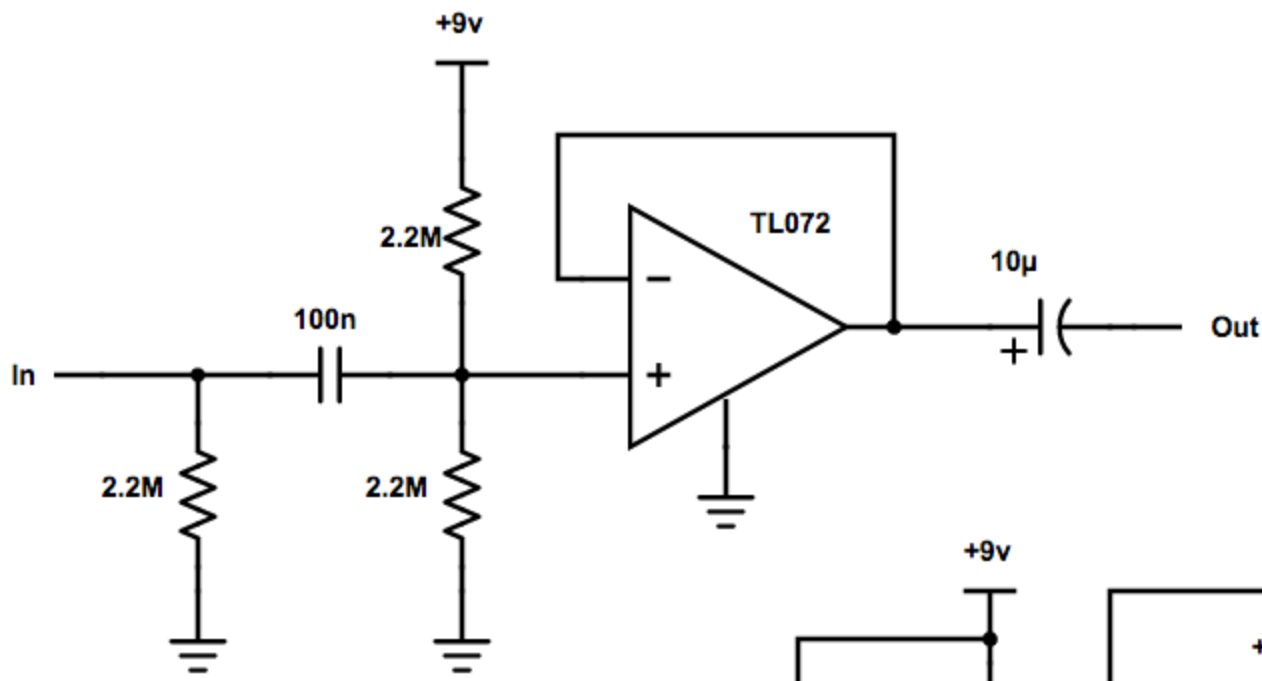 +9v
TL072
2.2M
10µ
100n
Out
In
−
+
+
2.2M
2.2M
+9v
+